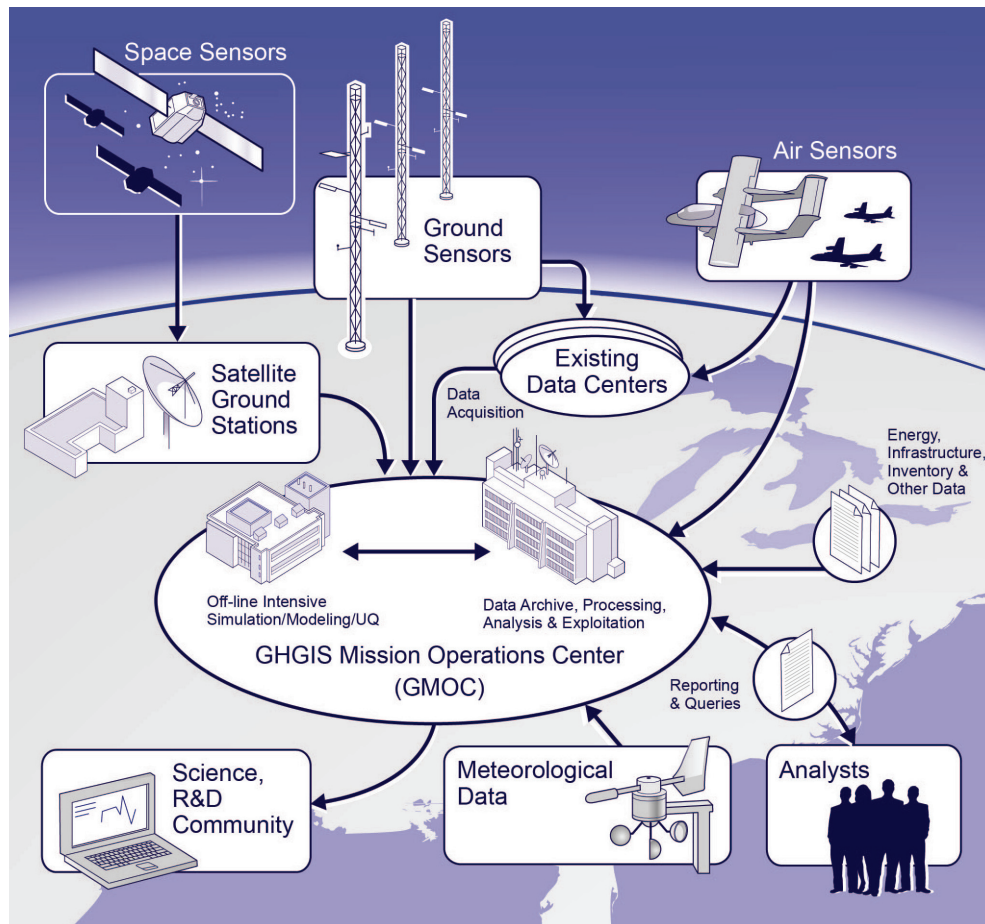 Space Sensors
Ground
Sensors
Air Sensors
Satellite
Ground
Stations
Existing
Data Centers
Data
Acquisition
Energy,
Infrastructure,
Inventory &
Other Data
Off-line Intensive
Simulation/Modeling/UQ
Data Archive, Processing,
Analysis & Exploitation
GHGIS Mission Operations Center
(GMOC)
Reporting
& Queries
Science,
R&D
Community
Meteorological
Data
Analysts